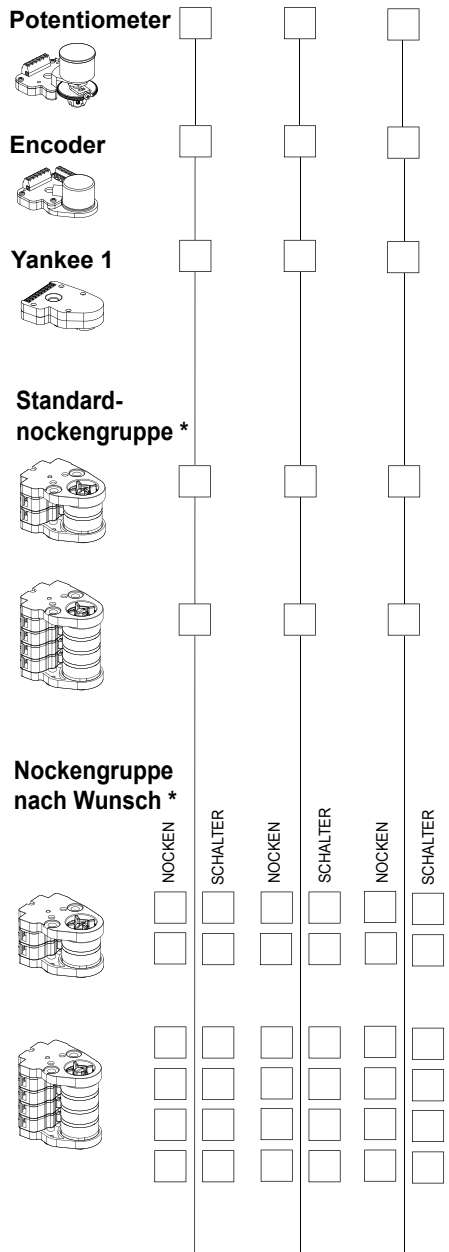 Potentiometer
Encoder
Yankee 1
Standard-
nockengruppe *
Nockengruppe
nach Wunsch *
NOCKEN
SCHALTER
NOCKEN
SCHALTER
NOCKEN
SCHALTER